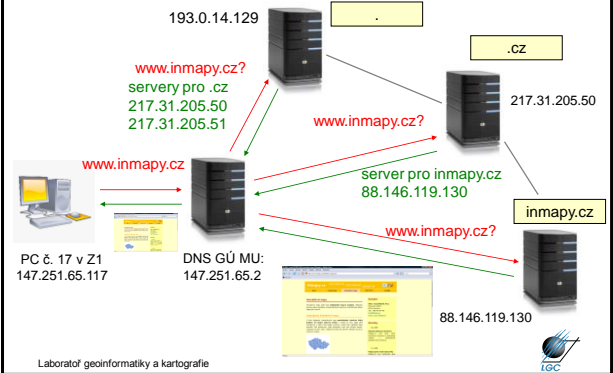 193.0.14.129
.
.cz
www.inmapy.cz?
servery pro .cz
217.31.205.50
217.31.205.51
217.31.205.50
www.inmapy.cz?
www.inmapy.cz
server pro inmapy.cz
88.146.119.130
inmapy.cz
www.inmapy.cz?
PC č. 17 v Z1
147.251.65.117
DNS GÚ MU:
147.251.65.2
88.146.119.130
Laboratoř geoinformatiky a kartografie
LGC